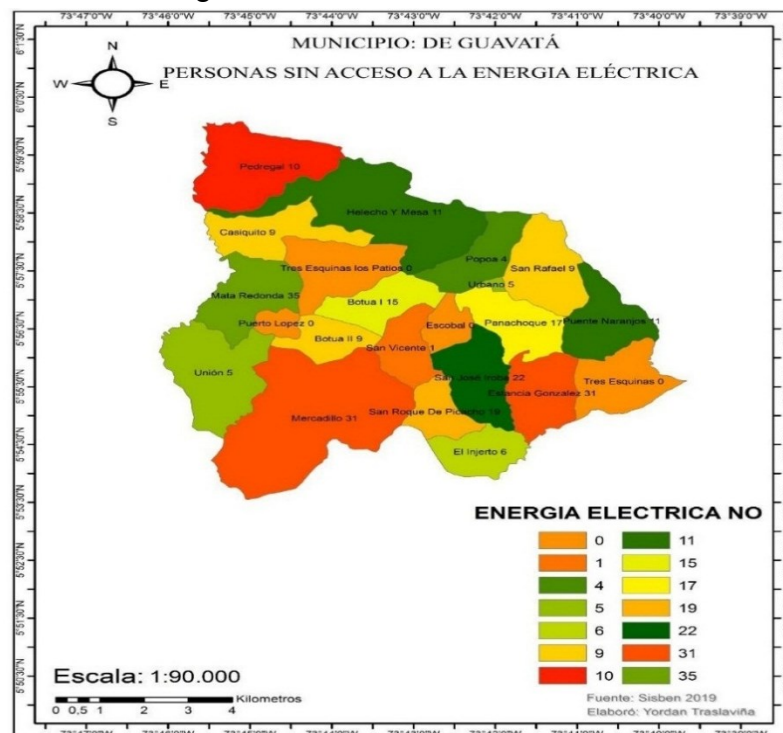 73°47'0"W 73°46'0"W 73°45'0"W 73°44'0"W 73°43'0"W 73°42'0"W 73°41'0"W 73°40'0"W 73°39'0"W
MUNICIPIO: DE GUAVATÁ
PERSONAS SIN ACCESO A LA ENERGIA ELÉCTRICA
N
W E
S
Pedregal 10
Helecho Y Mesa 11
Casiquito 9
Popoa 4
Tres Esquinas los Patios 0
San Rafael 9
Urbano 5
Mata Redonda 35
Botua I 15
Puerto Lopez 0
Escobal 0
Panachoque 17
Puente Naranjos 11
Botua II 9
San Vicente 1
Unión 5
San José Iroba 22
Tres Esquinas 0
Estancia Gonzalez 31
Mercadillo 31
San Roque De Picacho 19
El Injerto 6
ENERGIA ELECTRICA NO
0 11
1 15
4 17
5 19
6 22
9 31
10 35
Escala: 1:90.000
0 0,5 1 2 3 4 Kilometros
Fuente: Sisben 2019
Elaboró: Yordan Traslaviña